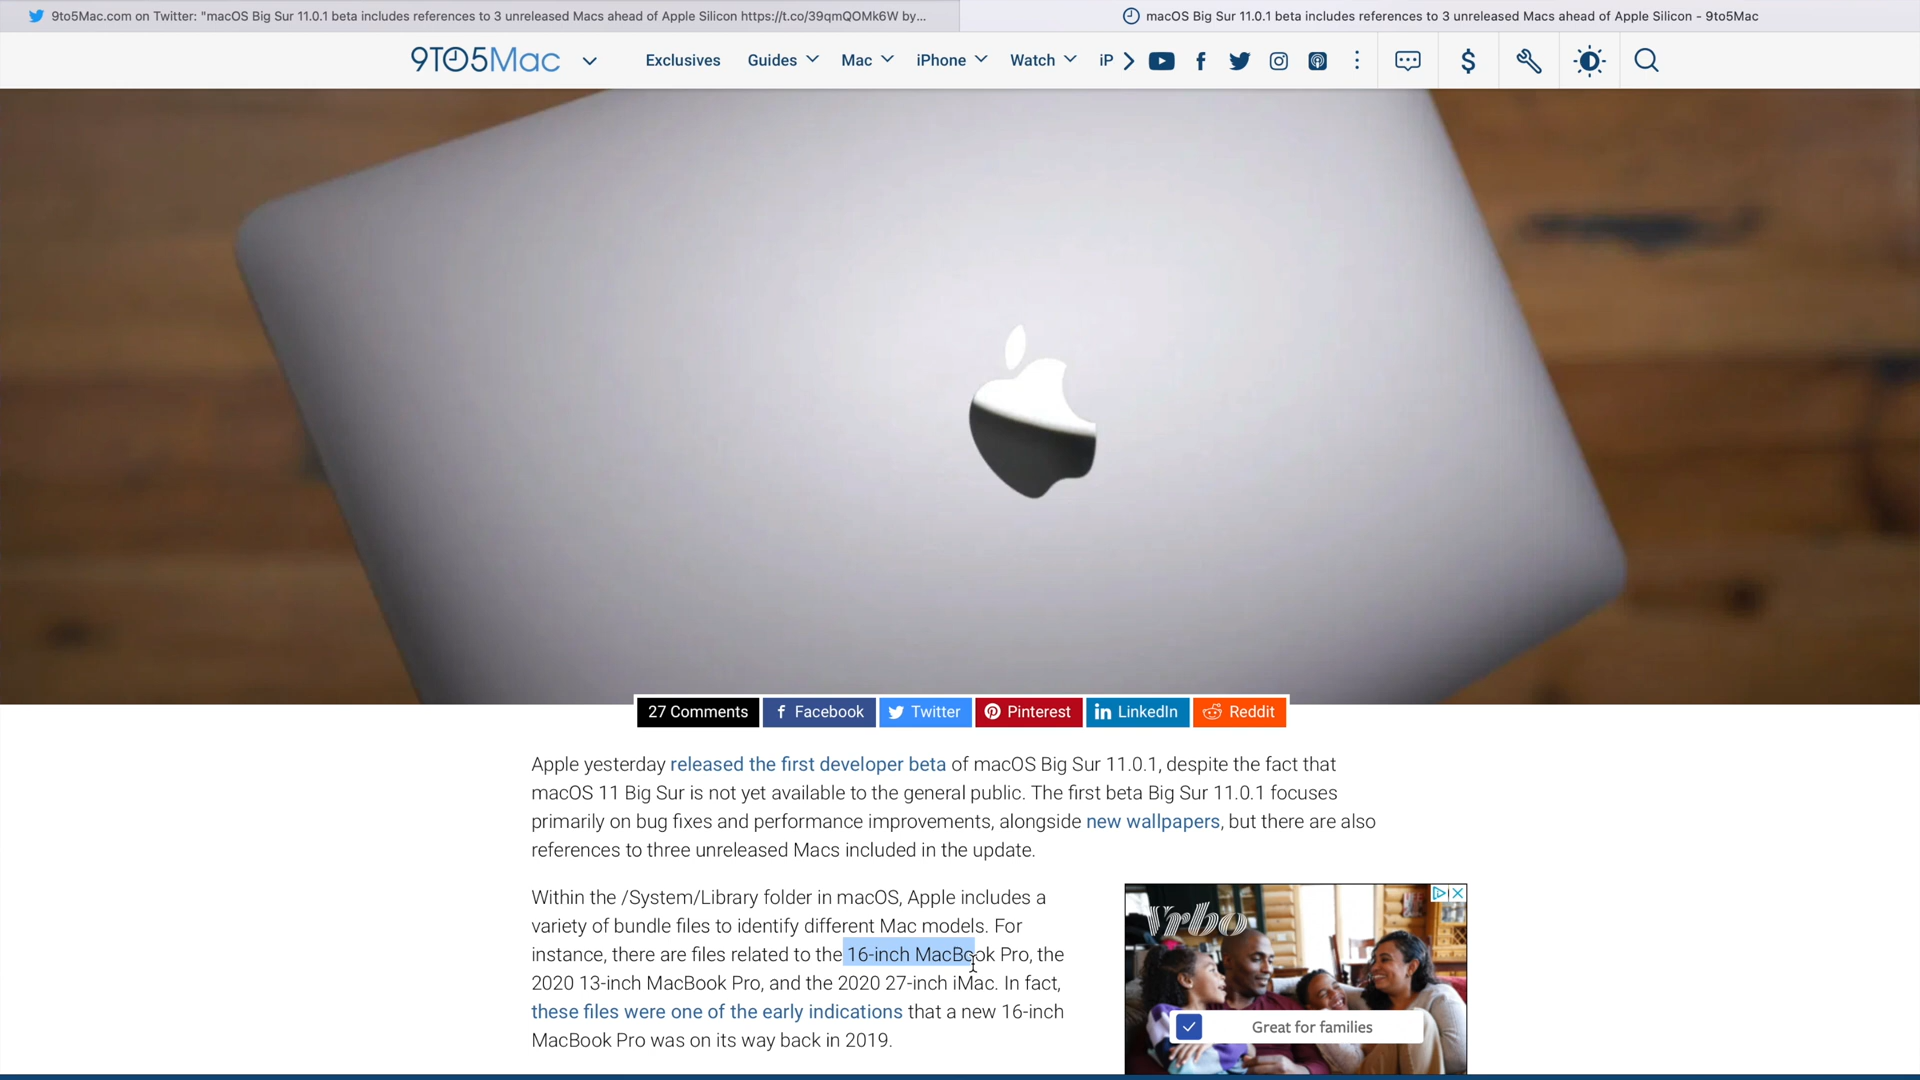 9to5Mac.com on Twitter: "macOS Big Sur 11.0.1 beta includes references to 3 unreleased Macs ahead of Apple Silicon https://t.co/39qmQOMk6W by...
macOS Big Sur 11.0.1 beta includes references to 3 unreleased Macs ahead of Apple Silicon - 9to5Mac
9TO5Mac
Exclusives
Guides
Mac
iPhone
Watch
iP
27 Comments
Facebook
Twitter
Pinterest
LinkedIn
Reddit
Apple yesterday released the first developer beta of macOS Big Sur 11.0.1, despite the fact that
macOS 11 Big Sur is not yet available to the general public. The first beta Big Sur 11.0.1 focuses
primarily on bug fixes and performance improvements, alongside new wallpapers, but there are also
references to three unreleased Macs included in the update.
Within the /System/Library folder in macOS, Apple includes a
variety of bundle files to identify different Mac models. For
instance, there are files related to the 16-inch MacBook Pro, the
2020 13-inch MacBook Pro, and the 2020 27-inch iMac. In fact,
these files were one of the early indications that a new 16-inch
MacBook Pro was on its way back in 2019.
Vrbo
Great for families